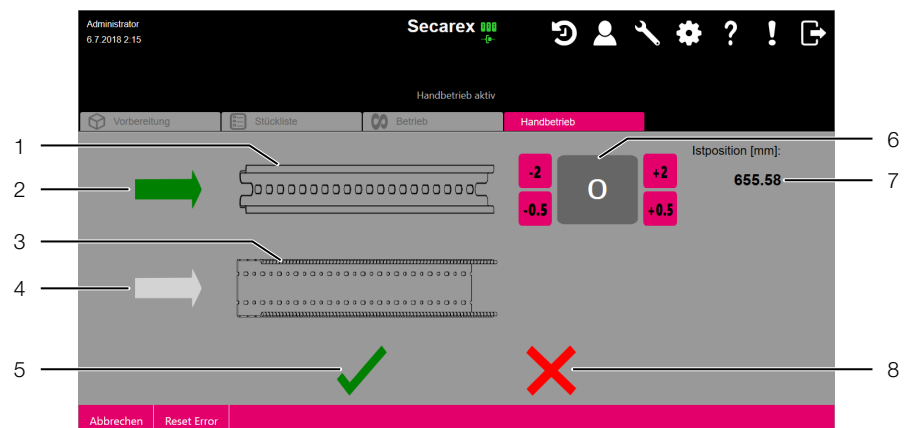 Administrator
6.7.2018 2:15
Secarex
Handbetrieb aktiv
Vorbereitung
Stückliste
Betrieb
Handbetrieb
1
2
3
4
5
-2
+2
0
-0.5
+0.5
Istposition [mm]:
655.58
6
7
8
Abbrechen
Reset Error